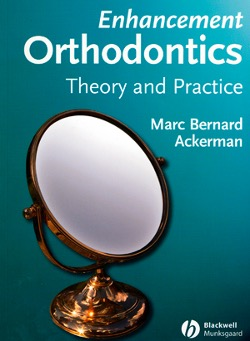 Enhancement
Orthodontics
Theory and Practice
Marc Bernard
Ackerman
Blackwell
Munksgaard